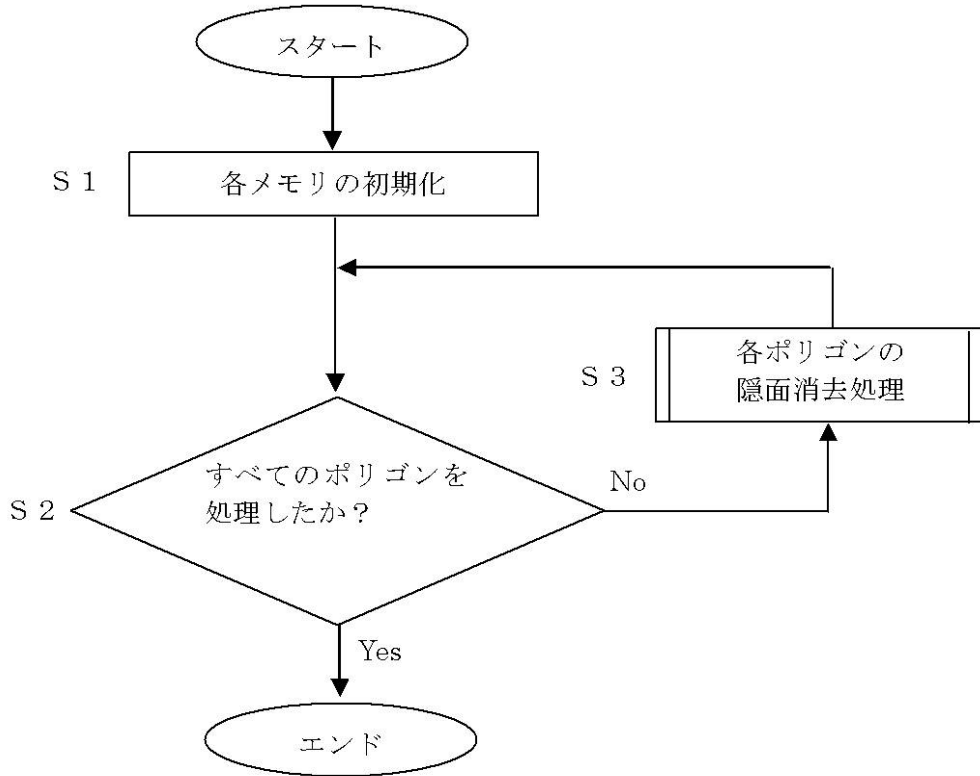 スタート
S 1
各メモリの初期化
各ポリゴンの
隠面消去処理
S 3
すべてのポリゴンを
処理したか？
No
S 2
Yes
エンド